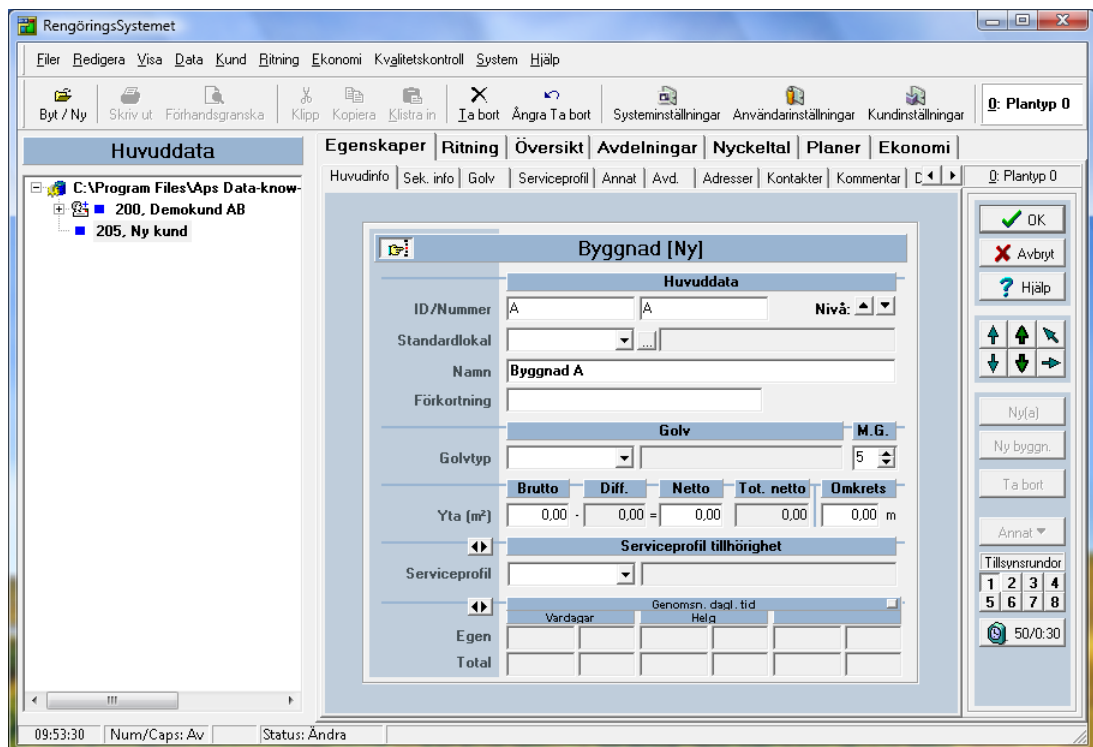 RengöringsSystemet
Filer Redigera Visa Data Kund Ritning Ekonomi Kvalitetskontroll System Hjälp
Byt / Ny Skriv ut Förhandsgranska Klipp Kopiera Klistra in Ta bort Ångra Ta bort Systeminställningar Användarinställningar Kundinställningar 0: Plantyp 0
Huvuddata
Egenskaper Ritning Översikt Avdelningar Nyckeltal Planer Ekonomi
Huvudinfo Sek. info Golv Serviceprofil Annat Avd. Adresser Kontakter Kommentar 0: Plantyp 0
C:\Program Files\Aps Data-know-
200, Demokund AB
205, Ny kund
Byggnad [Ny]
Huvuddata
ID/Nummer A A Nivå:
Standardlokal ...
Namn Byggnad A
Förkortning
Golv M.G.
Golvtyp 5
Brutto Diff. Netto Tot. netto Omkrets
Yta (m²) 0,00 - 0,00 = 0,00 0,00 0,00 m
Serviceprofil tillhörighet
Serviceprofil
Genomsn. dagl. tid
Vardagar Helg
Egen
Total
OK
Avbryt
Hjälp
Ny(a)
Ny byggn.
Ta bort
Annat
Tillsynsrundor
1 2 3 4
5 6 7 8
50/0:30
09:53:30 Num/Caps: Av Status: Ändra